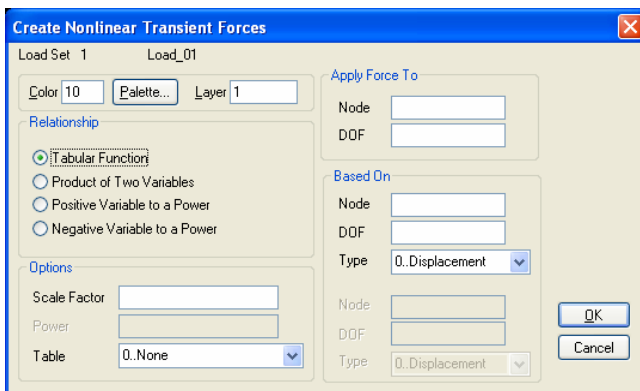 Create Nonlinear Transient Forces
Load Set 1 Load_01
Color 10 Palette... Layer 1
Relationship
Tabular Function
Product of Two Variables
Positive Variable to a Power
Negative Variable to a Power
Options
Scale Factor
Power
Table 0..None
Apply Force To
Node
DOF
Based On
Node
DOF
Type 0..Displacement
Node
DOF
Type 0..Displacement
OK
Cancel